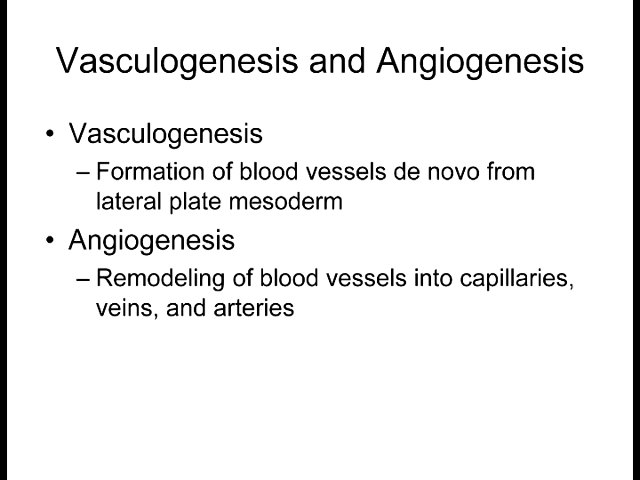 Vasculogenesis and Angiogenesis
• Vasculogenesis
– Formation of blood vessels de novo from
lateral plate mesoderm
• Angiogenesis
– Remodeling of blood vessels into capillaries,
veins, and arteries